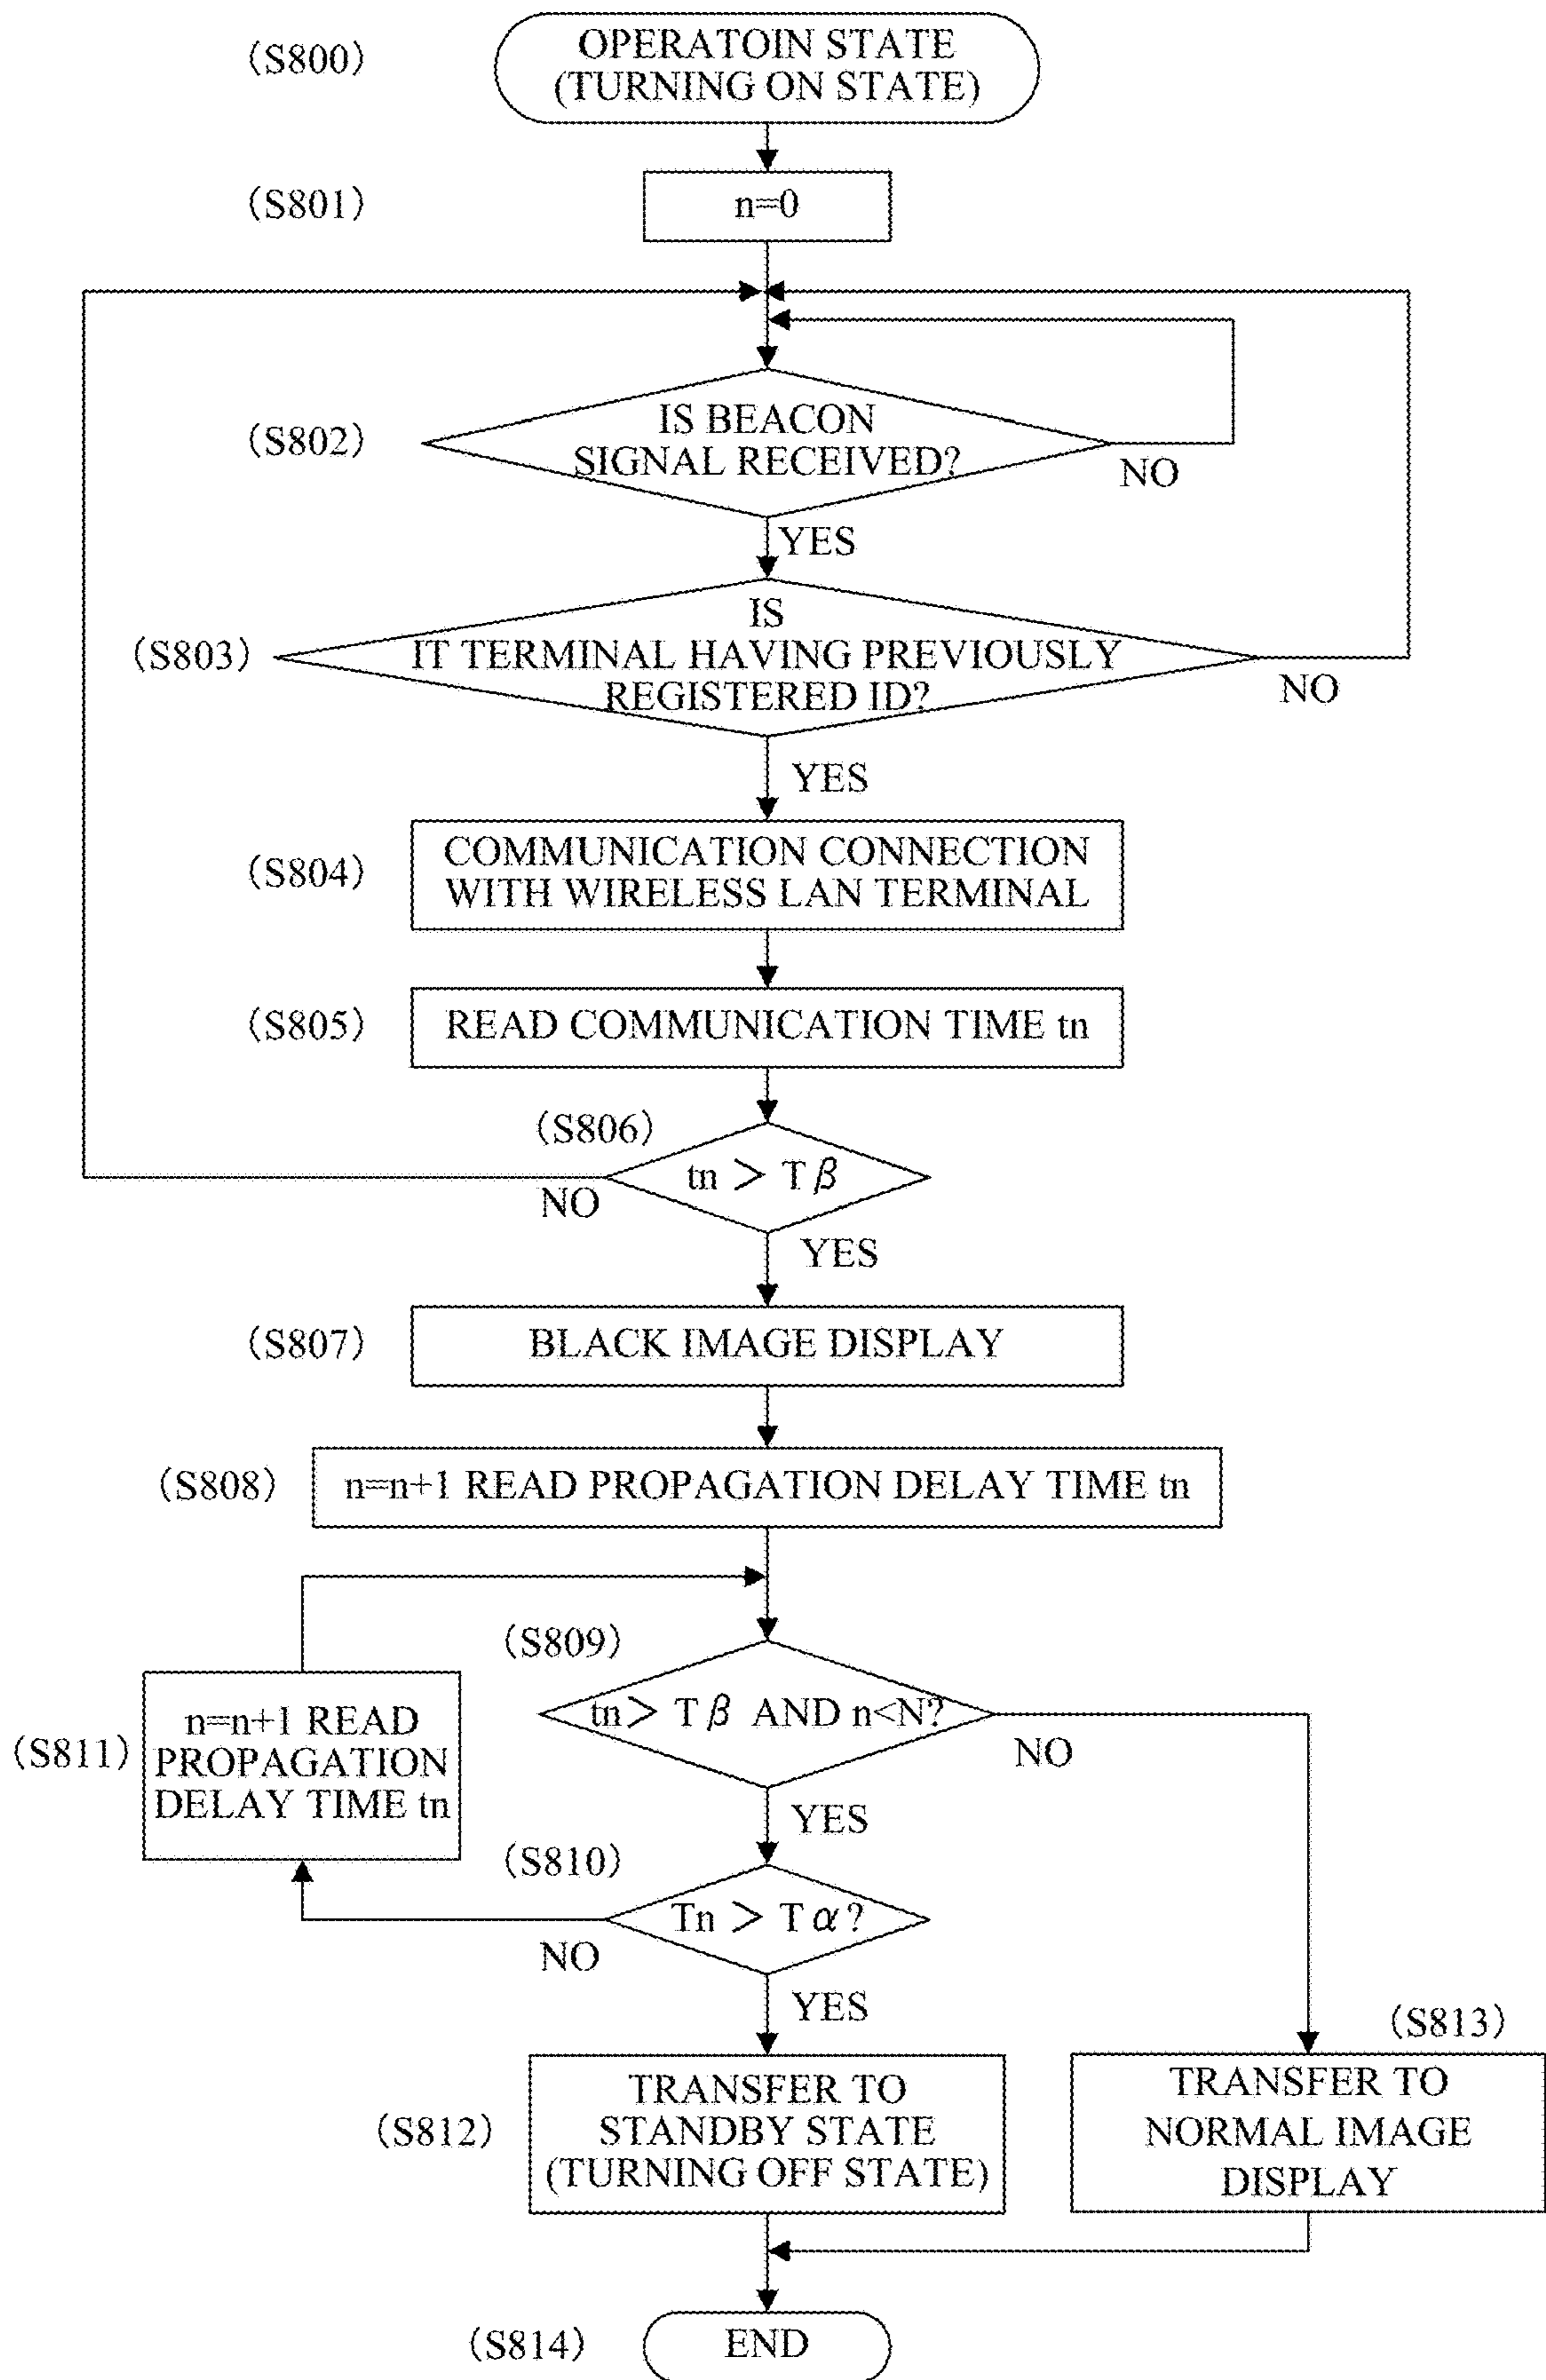 (S800)
OPERATOIN STATE
(TURNING ON STATE)
(S801)
n=0
(S802)
IS BEACON
SIGNAL RECEIVED?
NO
YES
(S803)
IS
IT TERMINAL HAVING PREVIOUSLY
REGISTERED ID?
NO
YES
(S804)
COMMUNICATION CONNECTION
WITH WIRELESS LAN TERMINAL
(S805)
READ COMMUNICATION TIME tn
(S806)
tn > Tβ
NO
YES
(S807)
BLACK IMAGE DISPLAY
(S808)
n=n+1 READ PROPAGATION DELAY TIME tn
(S809)
tn > Tβ AND n<N?
NO
YES
(S811)
n=n+1 READ
PROPAGATION
DELAY TIME tn
(S810)
Tn > Tα?
NO
YES
(S812)
TRANSFER TO
STANDBY STATE
(TURNING OFF STATE)
(S813)
TRANSFER TO
NORMAL IMAGE
DISPLAY
(S814)
END